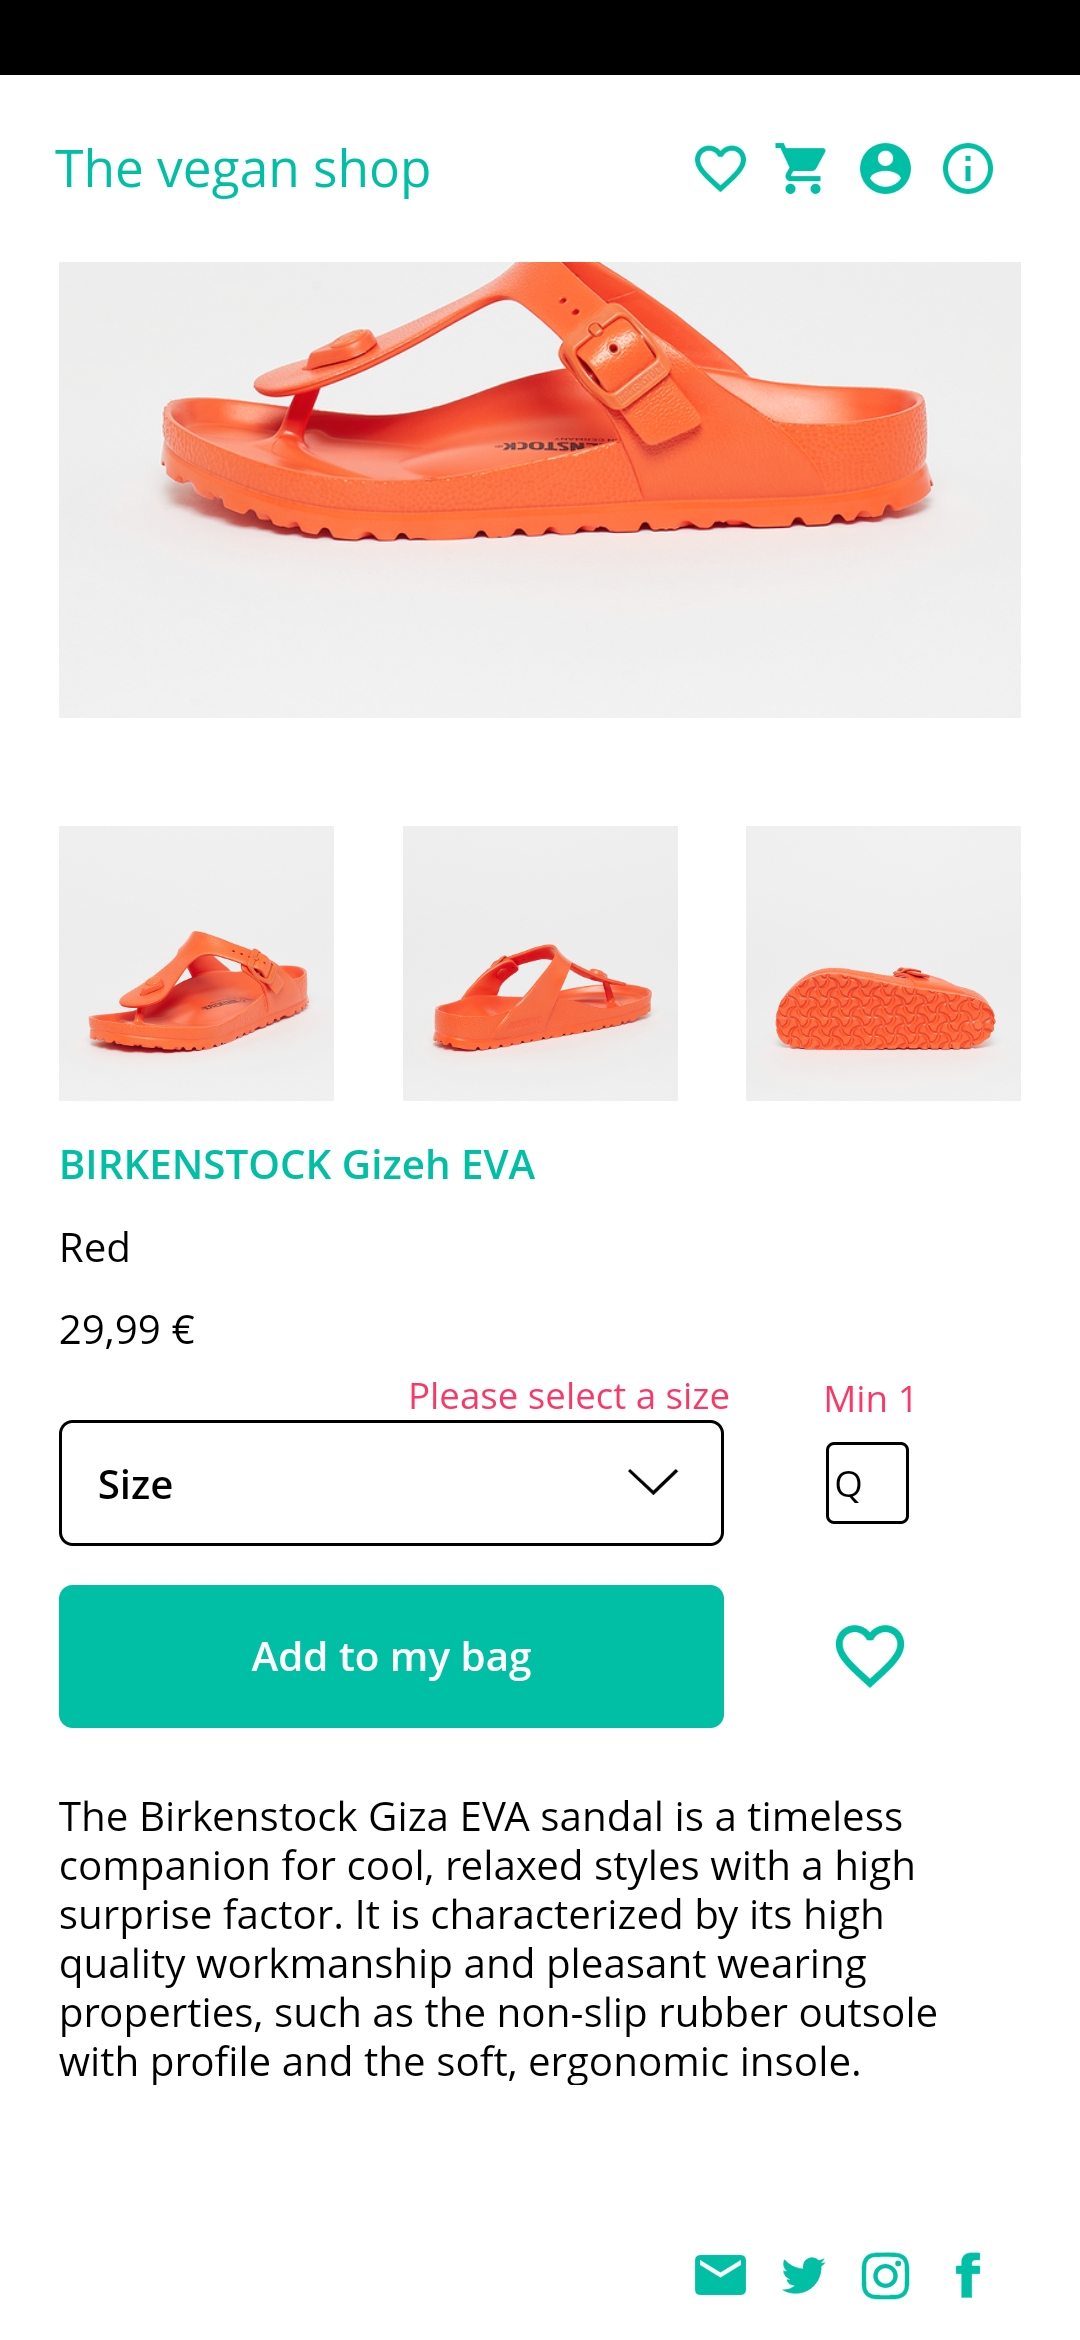 The vegan shop
BIRKENSTOCK Gizeh EVA
Red
29,99 €
Please select a size
Min 1
Size
Q
Add to my bag
The Birkenstock Giza EVA sandal is a timeless
companion for cool, relaxed styles with a high
surprise factor. It is characterized by its high
quality workmanship and pleasant wearing
properties, such as the non-slip rubber outsole
with profile and the soft, ergonomic insole.